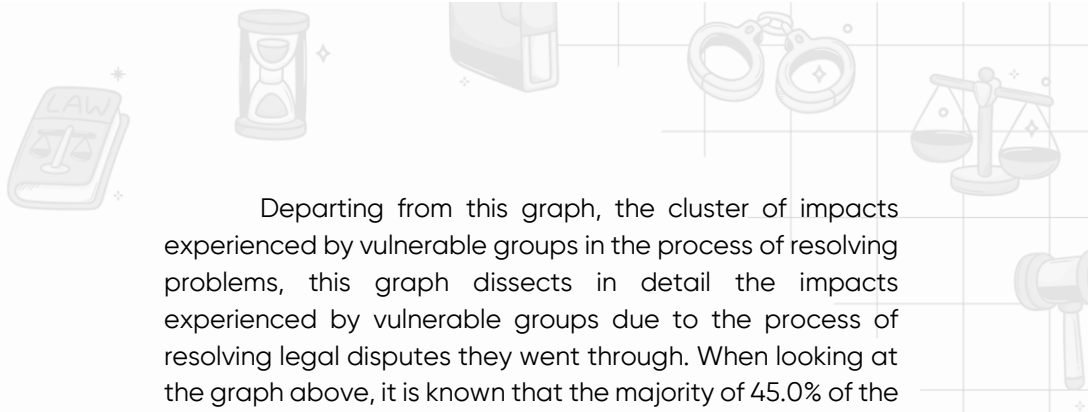 LAW
Departing from this graph, the cluster of impacts
experienced by vulnerable groups in the process of resolving
problems, this graph dissects in detail the impacts
experienced by vulnerable groups due to the process of
resolving legal disputes they went through. When looking at
the graph above, it is known that the majority of 45.0% of the